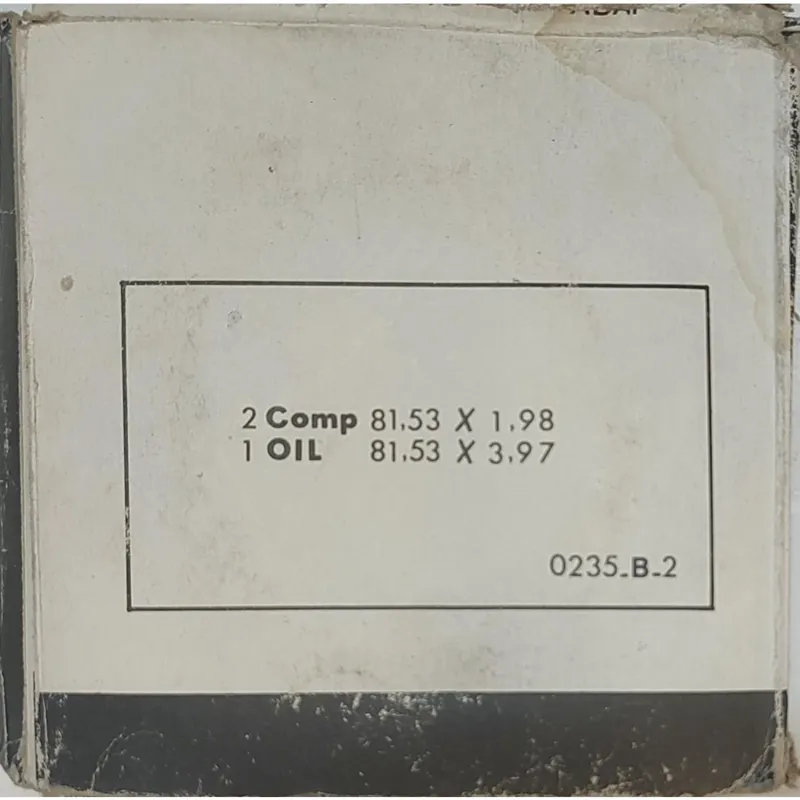 2 Comp 81.53 X 1.98
1 OIL 81.53 X 3.97
0235-B-2